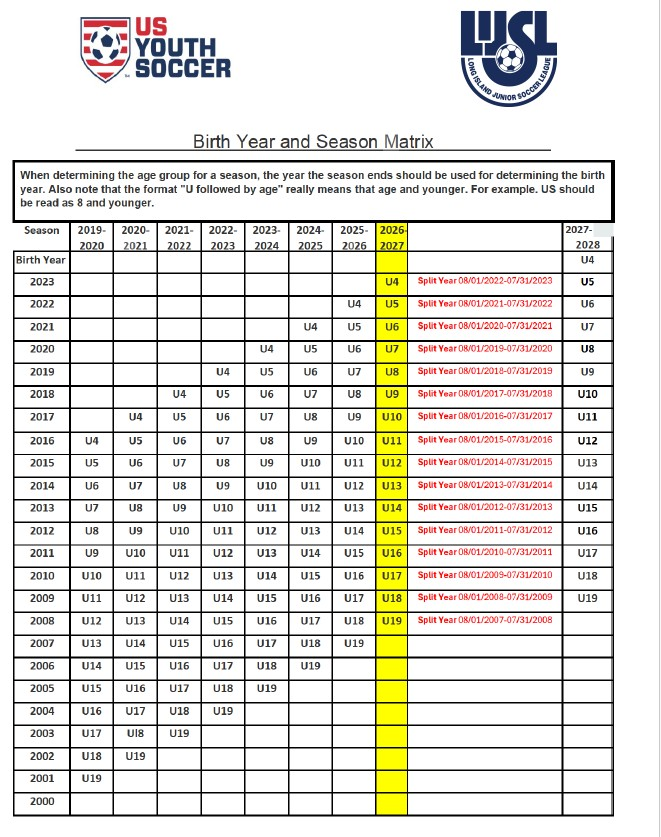 US
YOUTH
SOCCER
LIJSL
LONG ISLAND JUNIOR SOCCER LEAGUE
Birth Year and Season Matrix
When determining the age group for a season, the year the season ends should be used for determining the birth
year. Also note that the format "U followed by age" really means that age and younger. For example. US should
be read as 8 and younger.
Season 2019- 2020- 2021- 2022- 2023- 2024- 2025- 2026- 2027-
2020 2021 2022 2023 2024 2025 2026 2027 2028
Birth Year U4
2023 U4 Split Year 08/01/2022-07/31/2023 U5
2022 U4 U5 Split Year 08/01/2021-07/31/2022 U6
2021 U4 U5 U6 Split Year 08/01/2020-07/31/2021 U7
2020 U4 U5 U6 U7 Split Year 08/01/2019-07/31/2020 U8
2019 U4 U5 U6 U7 U8 Split Year 08/01/2018-07/31/2019 U9
2018 U4 U5 U6 U7 U8 U9 Split Year 08/01/2017-07/31/2018 U10
2017 U4 U5 U6 U7 U8 U9 U10 Split Year 08/01/2016-07/31/2017 U11
2016 U4 U5 U6 U7 U8 U9 U10 U11 Split Year 08/01/2015-07/31/2016 U12
2015 U5 U6 U7 U8 U9 U10 U11 U12 Split Year 08/01/2014-07/31/2015 U13
2014 U6 U7 U8 U9 U10 U11 U12 U13 Split Year 08/01/2013-07/31/2014 U14
2013 U7 U8 U9 U10 U11 U12 U13 U14 Split Year 08/01/2012-07/31/2013 U15
2012 U8 U9 U10 U11 U12 U13 U14 U15 Split Year 08/01/2011-07/31/2012 U16
2011 U9 U10 U11 U12 U13 U14 U15 U16 Split Year 08/01/2010-07/31/2011 U17
2010 U10 U11 U12 U13 U14 U15 U16 U17 Split Year 08/01/2009-07/31/2010 U18
2009 U11 U12 U13 U14 U15 U16 U17 U18 Split Year 08/01/2008-07/31/2009 U19
2008 U12 U13 U14 U15 U16 U17 U18 U19 Split Year 08/01/2007-07/31/2008
2007 U13 U14 U15 U16 U17 U18 U19
2006 U14 U15 U16 U17 U18 U19
2005 U15 U16 U17 U18 U19
2004 U16 U17 U18 U19
2003 U17 Ul8 U19
2002 U18 U19
2001 U19
2000